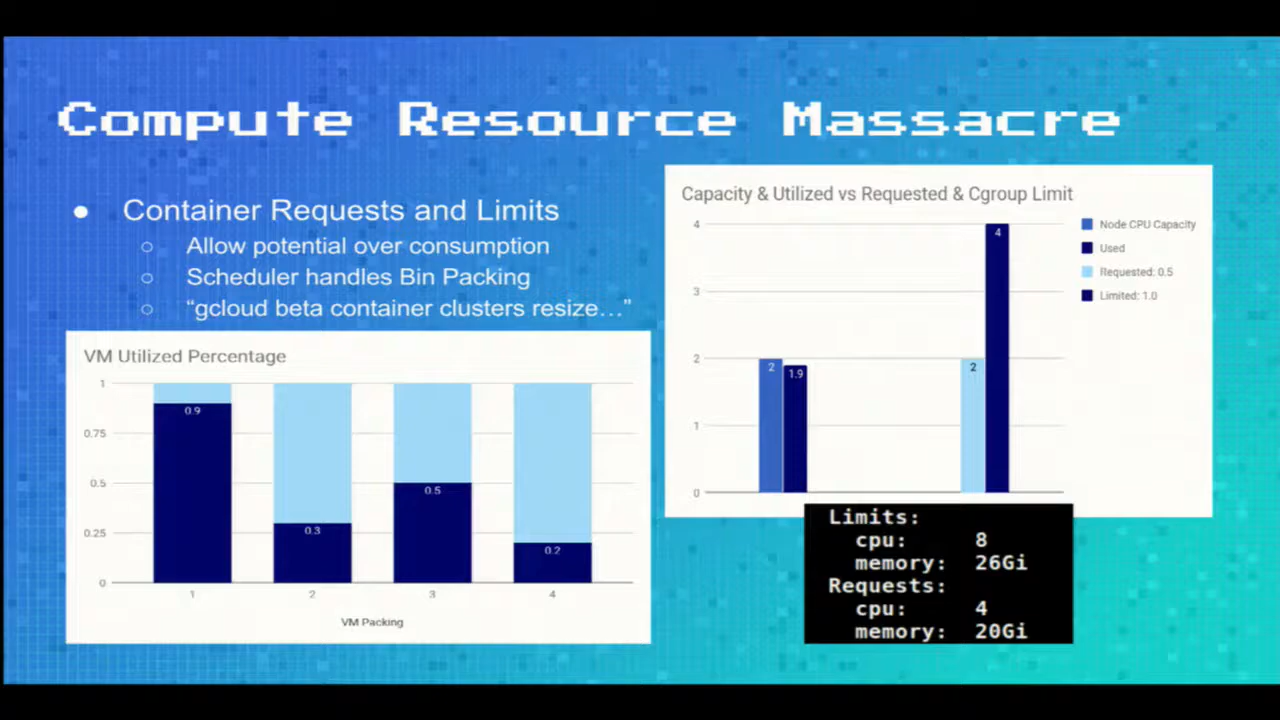 Compute Resource Massacre
● Container Requests and Limits
○ Allow potential over consumption
○ Scheduler handles Bin Packing
○ “gcloud beta container clusters resize…”
VM Utilized Percentage
1
0.75
0.5
0.25
0
0.9
0.3
0.5
0.2
1 2 3 4
VM Packing
Capacity & Utilized vs Requested & Cgroup Limit
4
3
2
1
0
2 1.9 2 4
Node CPU Capacity
Used
Requested: 0.5
Limited: 1.0
Limits:
cpu: 8
memory: 26Gi
Requests:
cpu: 4
memory: 20Gi